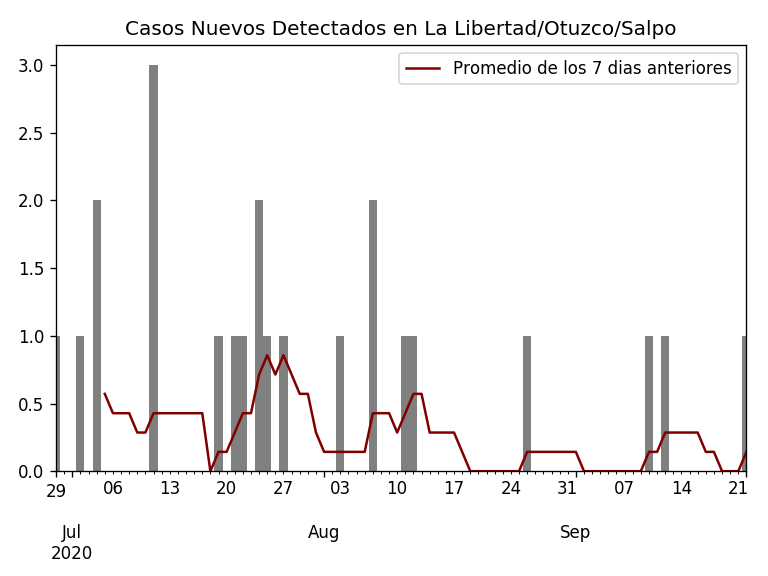 Casos Nuevos Detectados en La Libertad/Otuzco/Salpo
Promedio de los 7 dias anteriores
3.0
2.5
2.0
1.5
1.0
0.5
0.0
29 06 13 20 27 03 10 17 24 31 07 14 21
Jul Aug Sep
2020